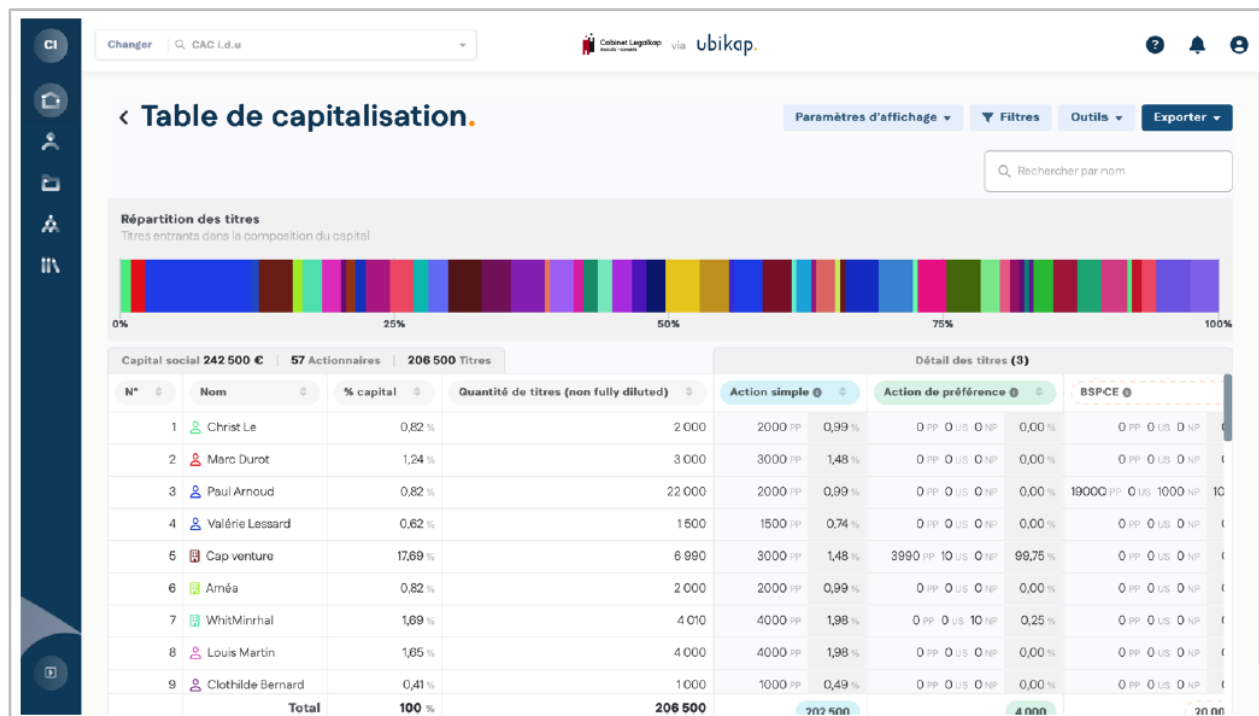 CI
Changer CAC i.d.u
Cabinet Legalkap via ubikap.
Table de capitalisation.
Paramètres d'affichage Filtres Outils Exporter
Rechercher par nom
Répartition des titres
Titres entrants dans la composition du capital
0% 25% 50% 75% 100%
Capital social 242 500 € | 57 Actionnaires | 206 500 Titres Détail des titres (3)
N° Nom % capital Quantité de titres (non fully diluted) Action simple Action de préférence BSPCE
1 Christ Le 0,82 % 2 000 2000 PP 0,99 % 0 PP 0 US 0 NP 0,00 % 0 PP 0 US 0 NP
2 Marc Durot 1,24 % 3 000 3000 PP 1,48 % 0 PP 0 US 0 NP 0,00 % 0 PP 0 US 0 NP
3 Paul Arnoud 0,82 % 22 000 2000 PP 0,99 % 0 PP 0 US 0 NP 0,00 % 19000 PP 0 US 1000 NP 10
4 Valérie Lessard 0,62 % 1 500 1500 PP 0,74 % 0 PP 0 US 0 NP 0,00 % 0 PP 0 US 0 NP
5 Cap venture 17,69 % 6 990 3000 PP 1,48 % 3990 PP 10 US 0 NP 99,75 % 0 PP 0 US 0 NP
6 Améa 0,82 % 2 000 2000 PP 0,99 % 0 PP 0 US 0 NP 0,00 % 0 PP 0 US 0 NP
7 WhitMinrhal 1,69 % 4 010 4000 PP 1,98 % 0 PP 0 US 10 NP 0,25 % 0 PP 0 US 0 NP
8 Louis Martin 1,65 % 4 000 4000 PP 1,98 % 0 PP 0 US 0 NP 0,00 % 0 PP 0 US 0 NP
9 Clothilde Bernard 0,41 % 1 000 1000 PP 0,49 % 0 PP 0 US 0 NP 0,00 % 0 PP 0 US 0 NP
Total 100 % 206 500 202 500 4 000 20 00